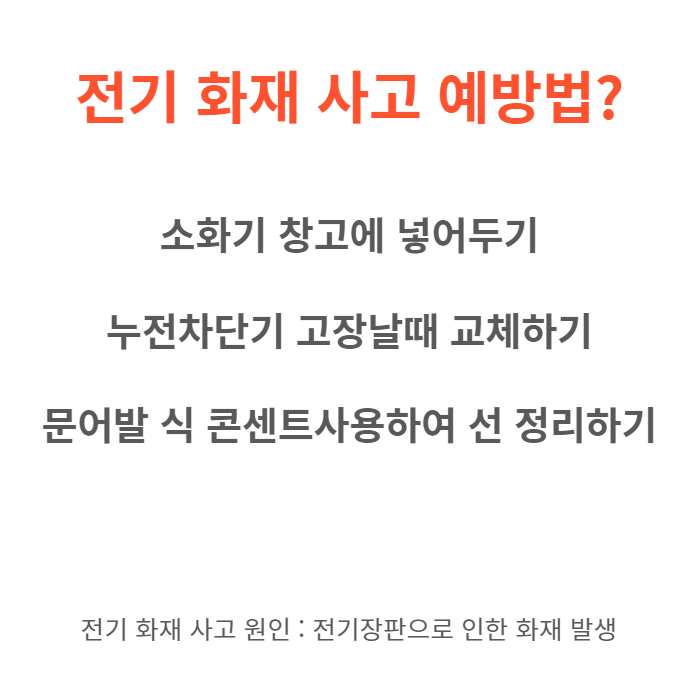 전기 화재 사고 예방법?
소화기 창고에 넣어두기
누전차단기 고장날때 교체하기
문어발 식 콘센트사용하여 선 정리하기
전기 화재 사고 원인 : 전기장판으로 인한 화재 발생